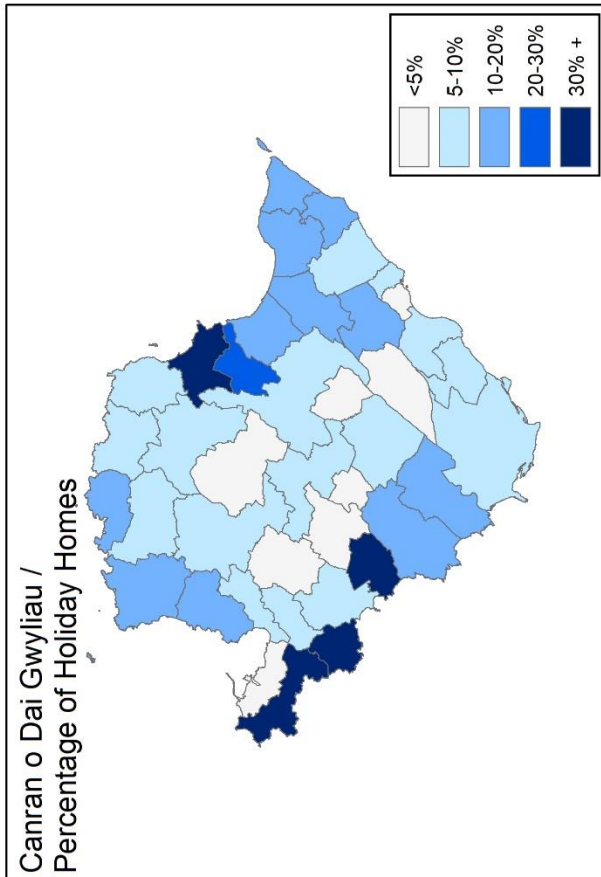 Canran o Dai Gwyliau /
Percentage of Holiday Homes
<5%
5-10%
10-20%
20-30%
30% +